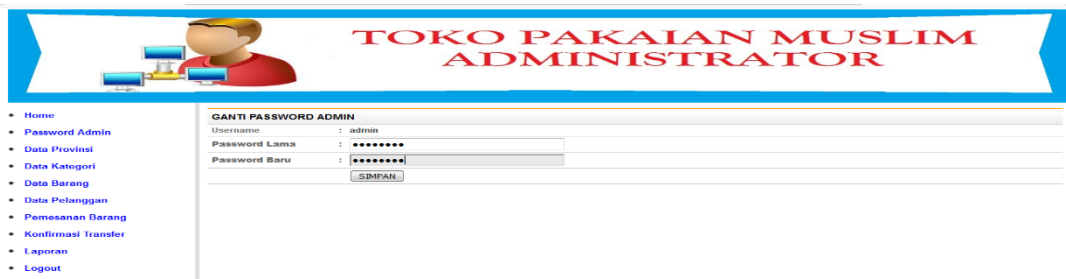 TOKO PAKAIAN MUSLIM
ADMINISTRATOR
Home
Password Admin
Data Provinsi
Data Kategori
Data Barang
Data Pelanggan
Pemesanan Barang
Konfirmasi Transfer
Laporan
Logout
GANTI PASSWORD ADMIN
Username : admin
Password Lama : ••••••••
Password Baru : ••••••••
SIMPAN